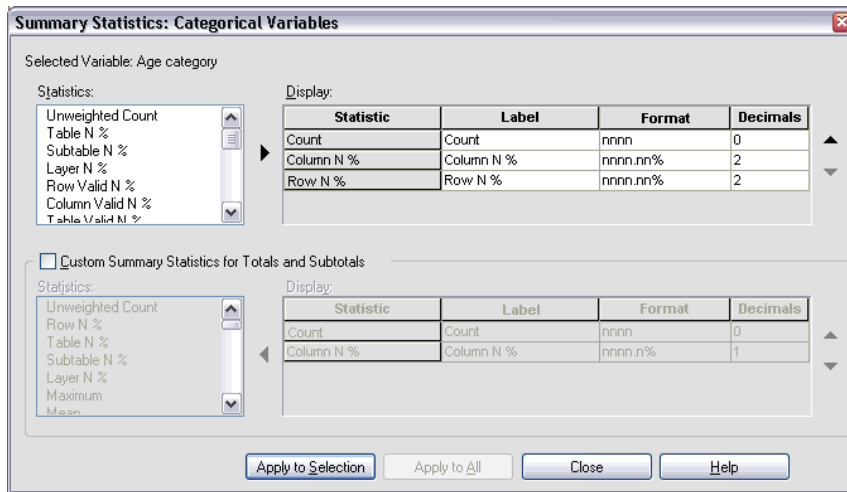 Summary Statistics: Categorical Variables
Selected Variable: Age category
Statistics:
Unweighted Count
Table N %
Subtable N %
Layer N %
Row Valid N %
Column Valid N %
Table Valid N %
Display:
Statistic Label Format Decimals
Count Count nnnn 0
Column N % Column N % nnnn.nn% 2
Row N % Row N % nnnn.nn% 2
Custom Summary Statistics for Totals and Subtotals
Statistics:
Unweighted Count
Row N %
Table N %
Subtable N %
Layer N %
Maximum
Mean
Display:
Statistic Label Format Decimals
Count Count nnnn 0
Column N % Column N % nnnn.n% 1
Apply to Selection Apply to All Close Help